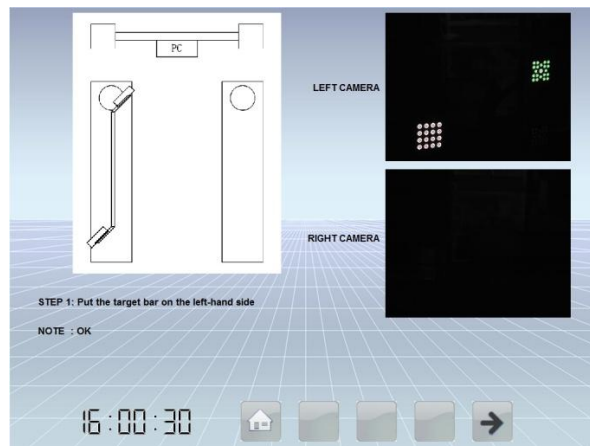 PC
LEFT CAMERA
RIGHT CAMERA
STEP 1: Put the target bar on the left-hand side
NOTE : OK
16:00:30